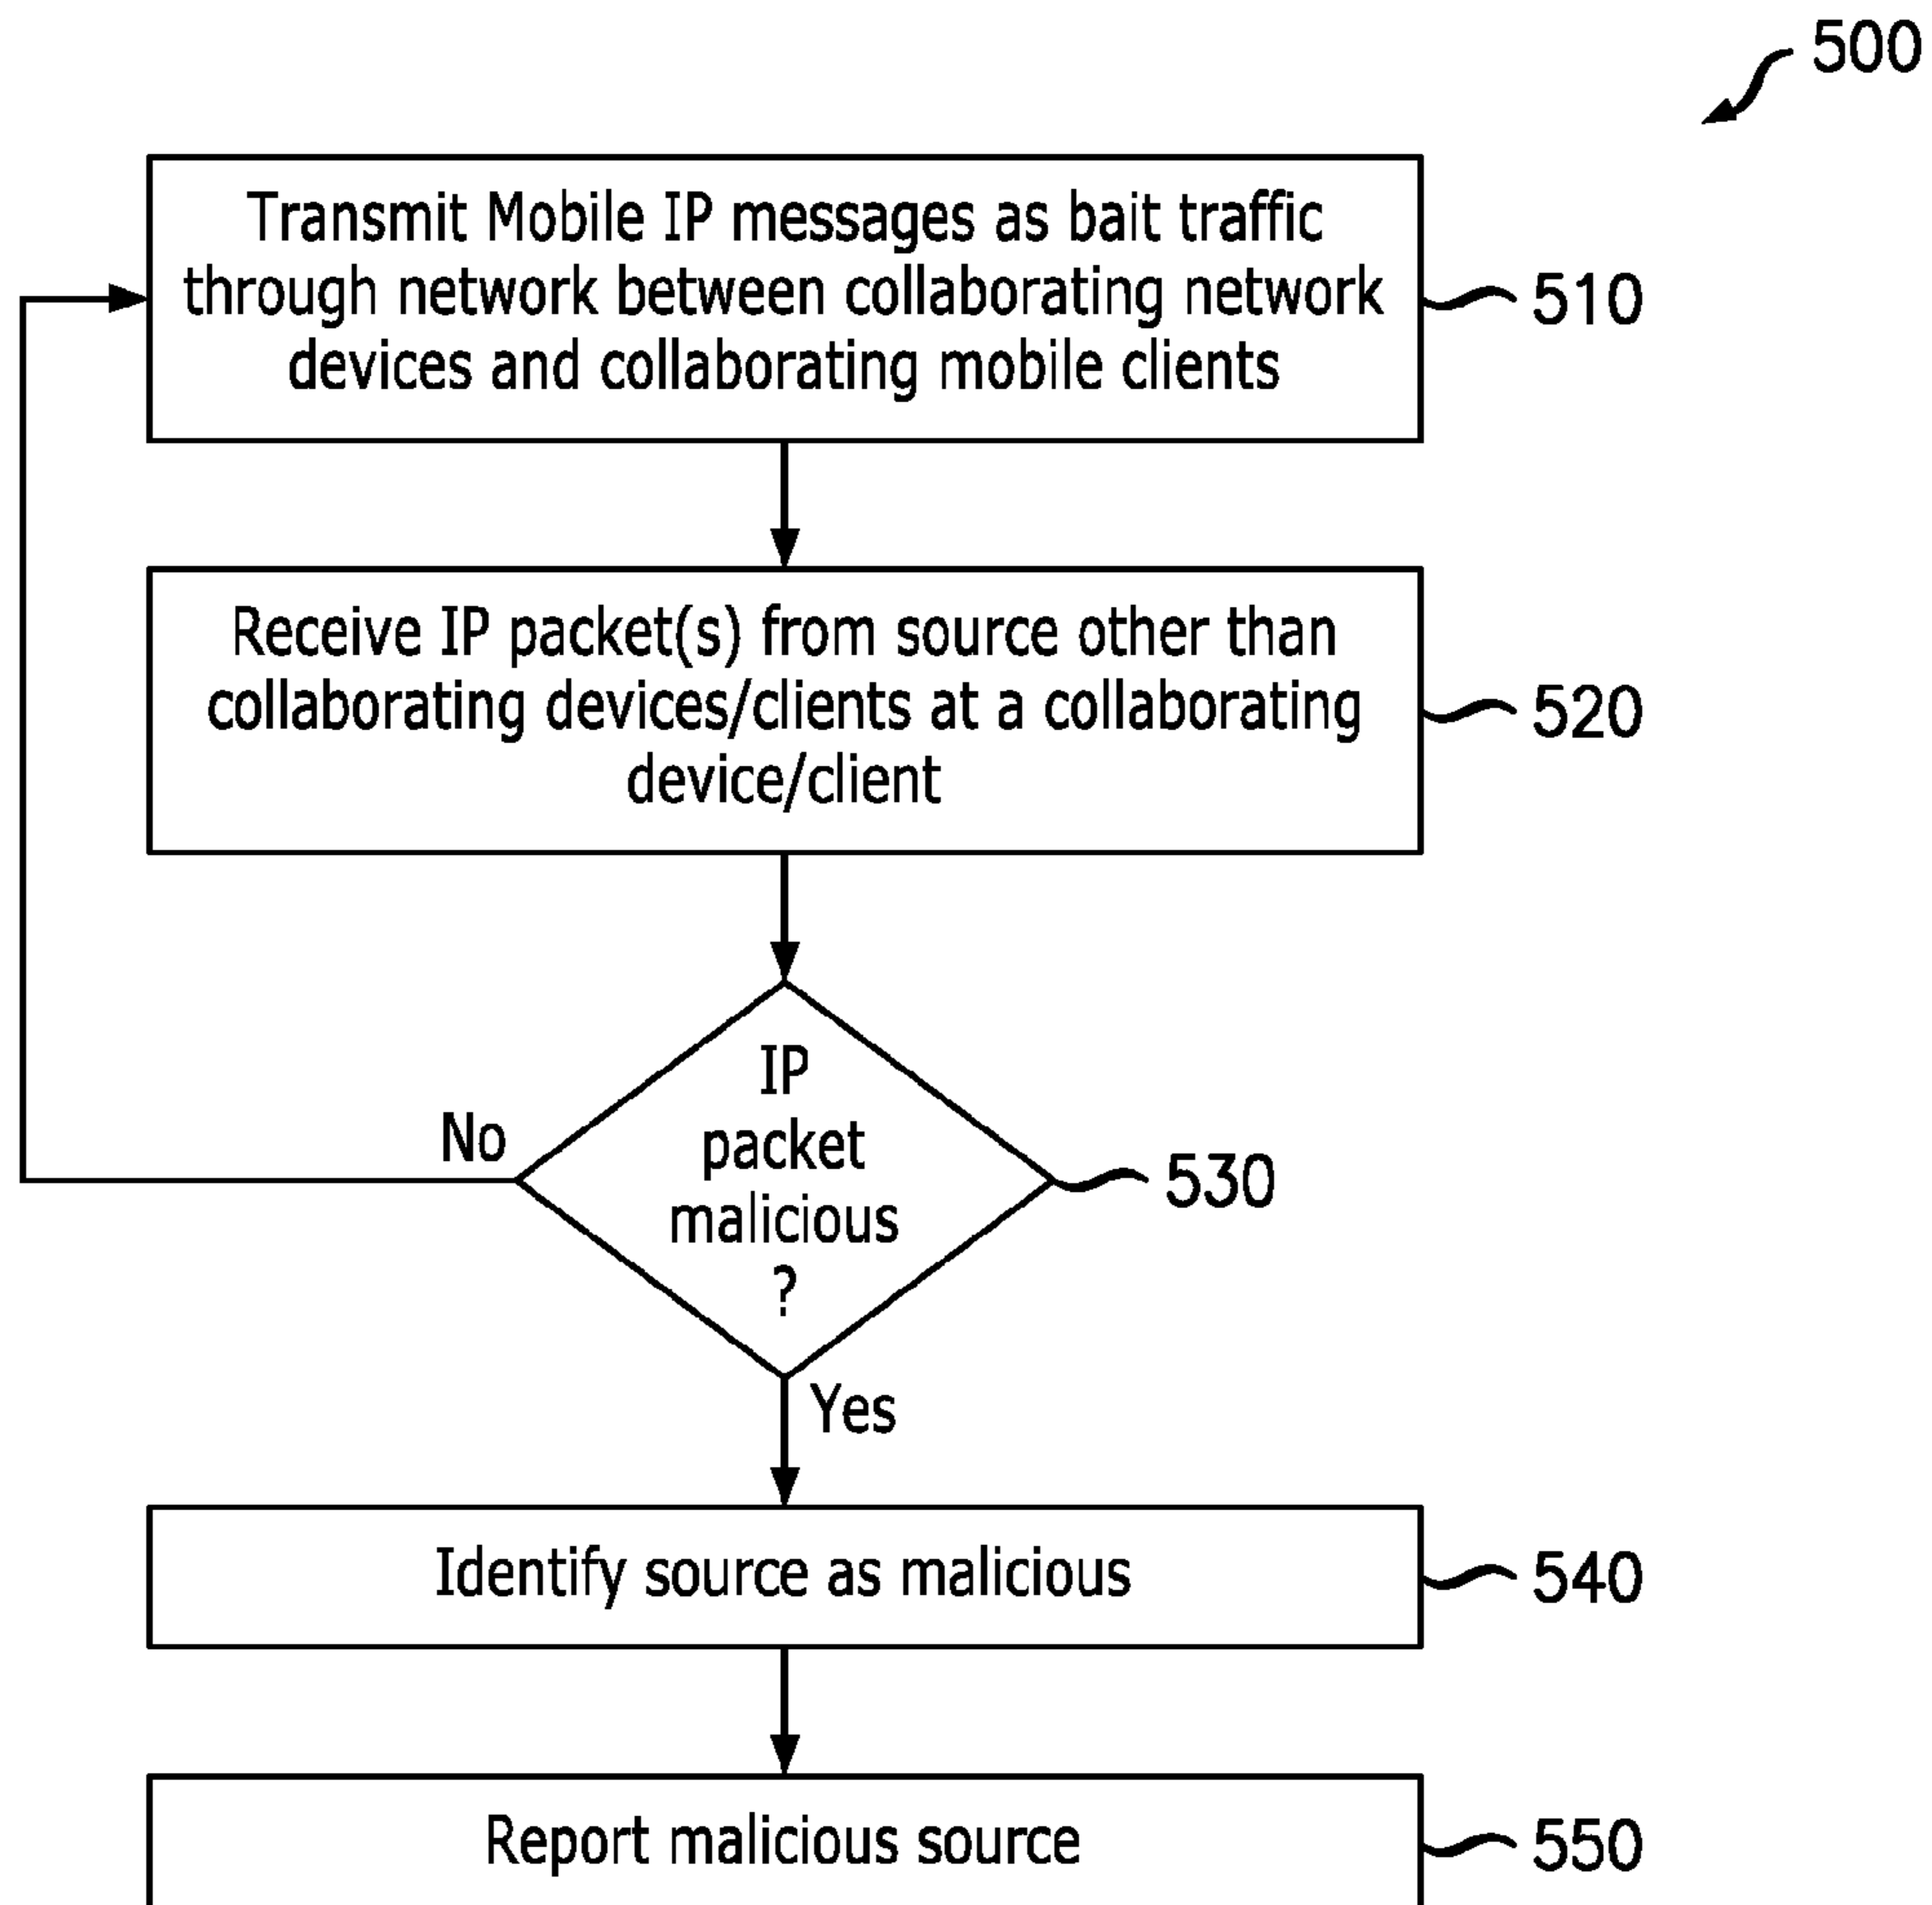 500
Transmit Mobile IP messages as bait traffic
through network between collaborating network
devices and collaborating mobile clients
510
Receive IP packet(s) from source other than
collaborating devices/clients at a collaborating
device/client
520
IP
packet
malicious
?
530
No
Yes
Identify source as malicious
540
Report malicious source
550